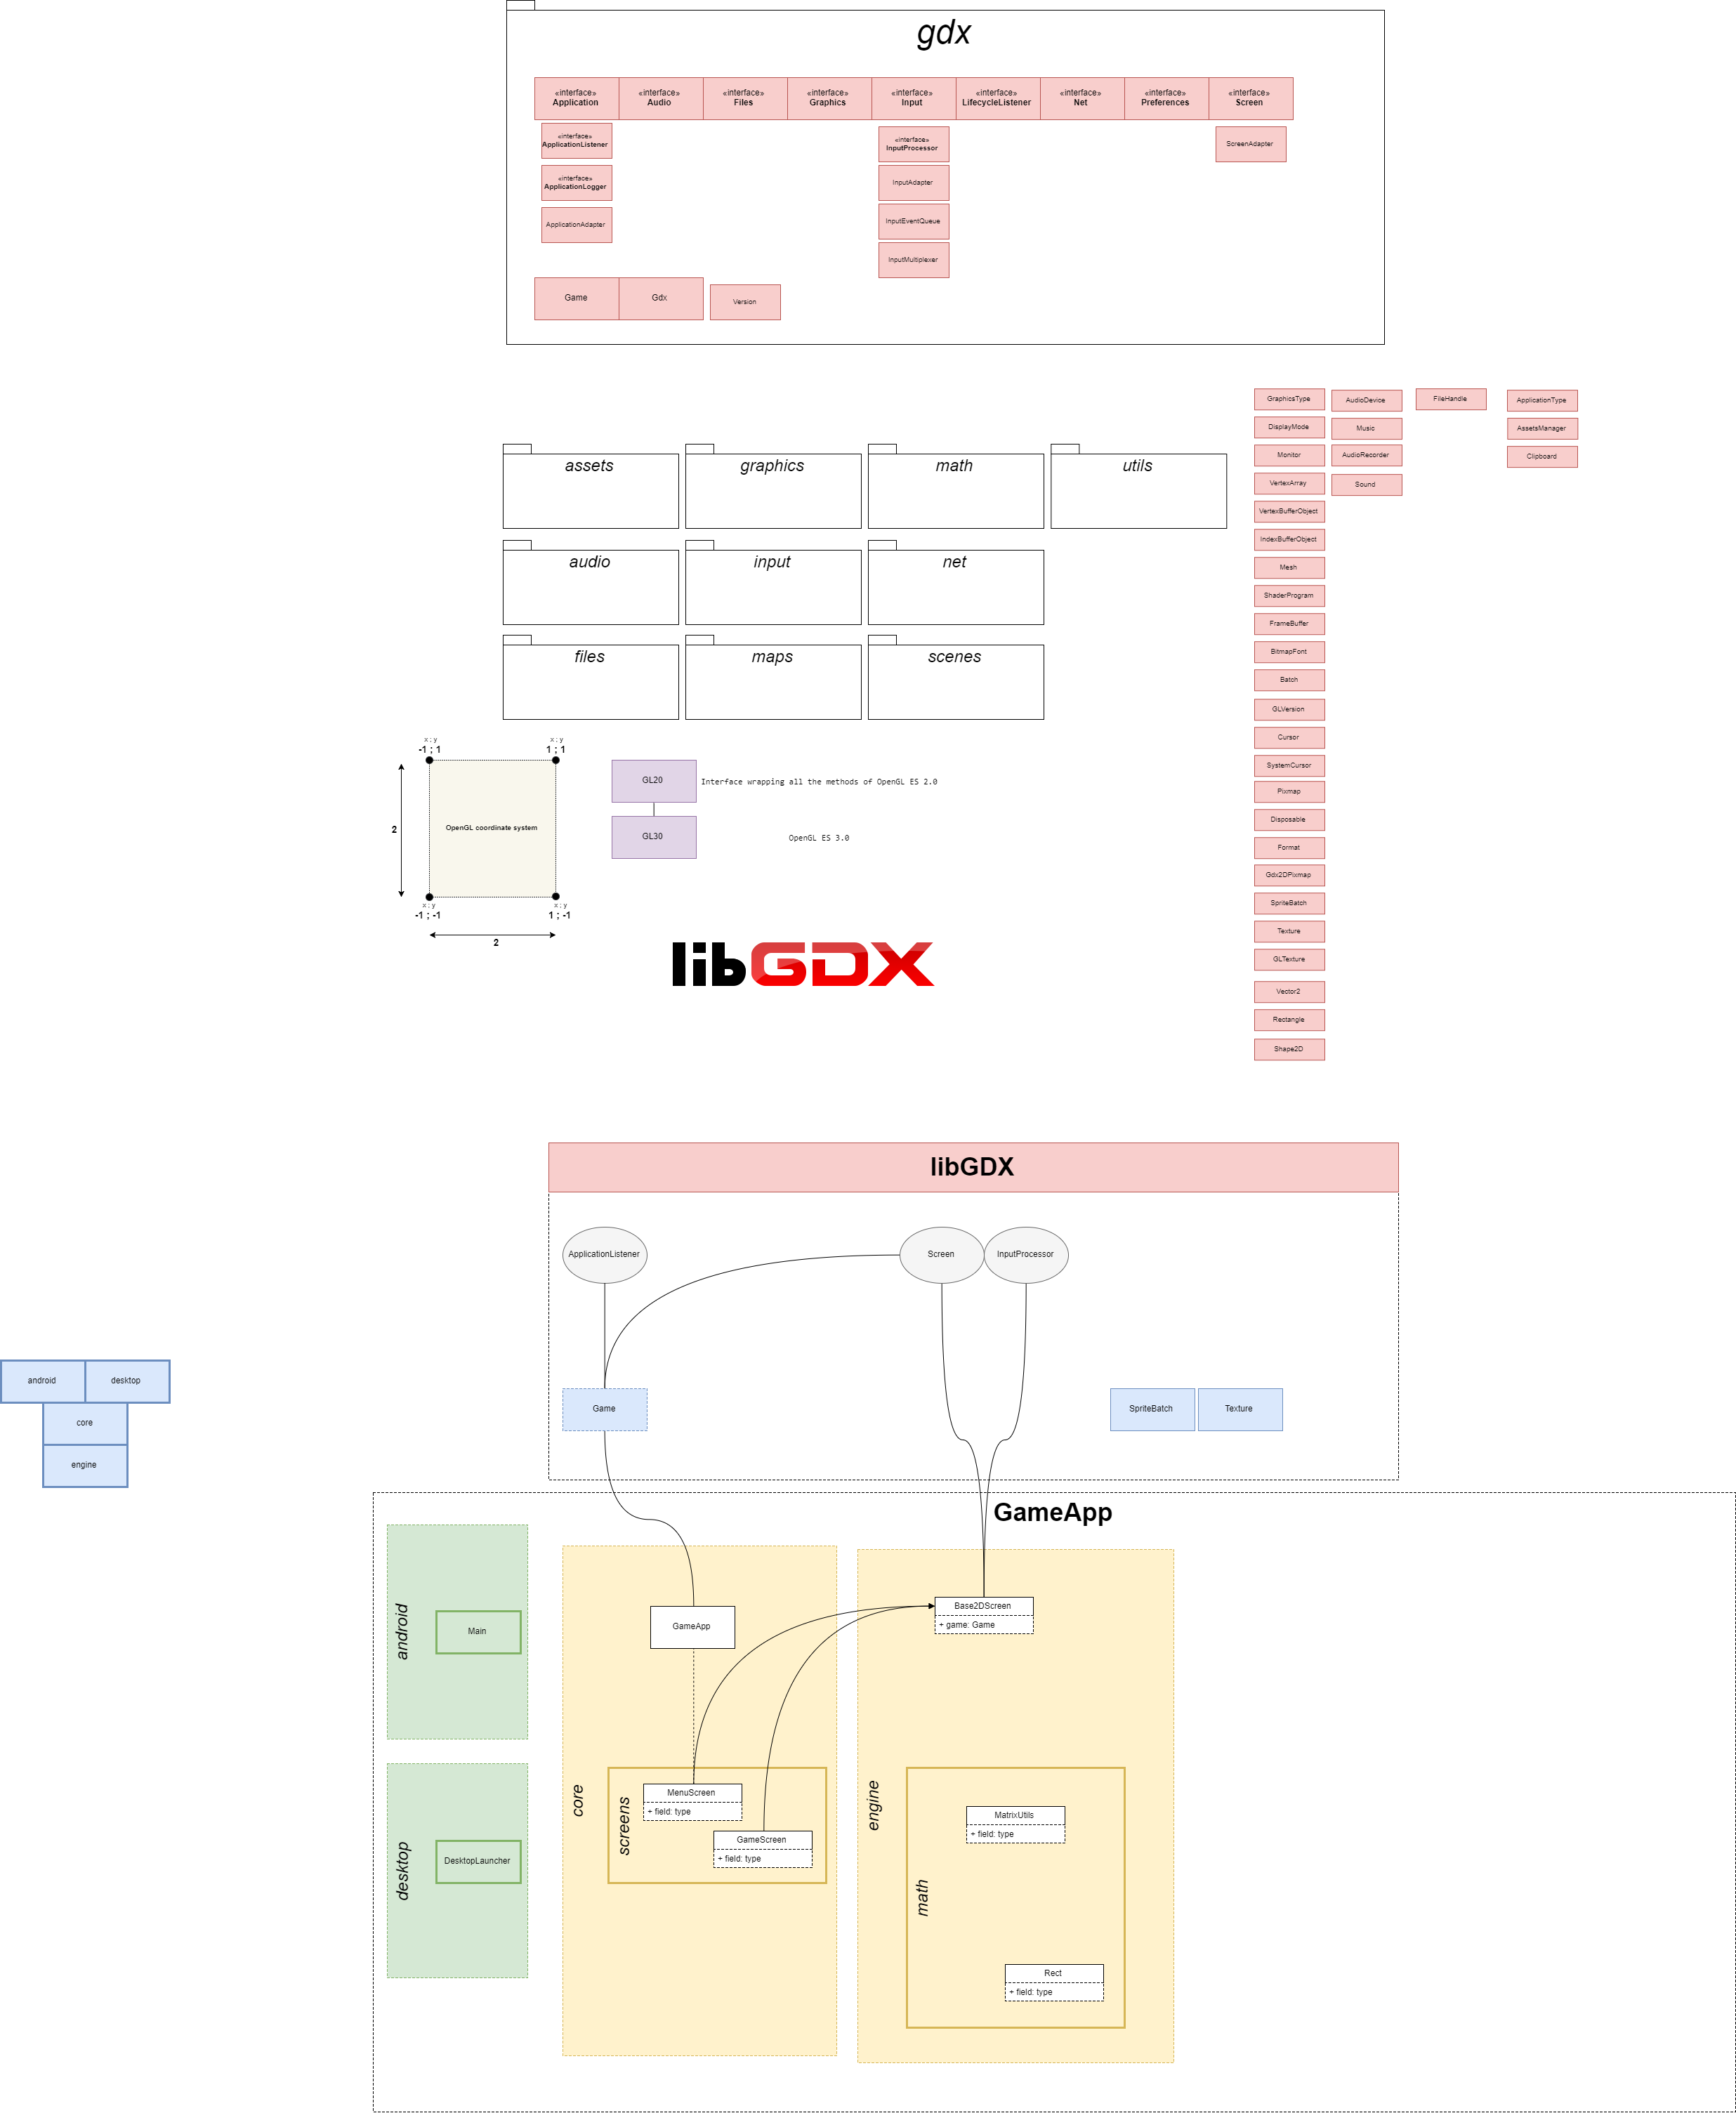 gdx
«interface»
Application
«interface»
Audio
«interface»
Files
«interface»
Graphics
«interface»
Input
«interface»
LifecycleListener
«interface»
Net
«interface»
Preferences
«interface»
Screen
«interface»
ApplicationListener
«interface»
ApplicationLogger
ApplicationAdapter
«interface»
InputProcessor
InputAdapter
InputEventQueue
InputMultiplexer
ScreenAdapter
Game
Gdx
Version
assets
graphics
math
utils
audio
input
net
files
maps
scenes
GraphicsType
DisplayMode
Monitor
VertexArray
VertexBufferObject
IndexBufferObject
Mesh
ShaderProgram
FrameBuffer
BitmapFont
Batch
GLVersion
Cursor
SystemCursor
Pixmap
Disposable
Format
Gdx2DPixmap
SpriteBatch
Texture
GLTexture
Vector2
Rectangle
Shape2D
AudioDevice
Music
AudioRecorder
Sound
FileHandle
ApplicationType
AssetsManager
Clipboard
x ; y
-1 ; 1
x ; y
1 ; 1
2
OpenGL coordinate system
x ; y
-1 ; -1
x ; y
1 ; -1
2
GL20
Interface wrapping all the methods of OpenGL ES 2.0
GL30
OpenGL ES 3.0
libGDX
libGDX
ApplicationListener
Screen
InputProcessor
Game
SpriteBatch
Texture
android
desktop
core
engine
GameApp
android
Main
desktop
DesktopLauncher
core
GameApp
screens
MenuScreen
+ field: type
GameScreen
+ field: type
engine
Base2DScreen
+ game: Game
math
MatrixUtils
+ field: type
Rect
+ field: type